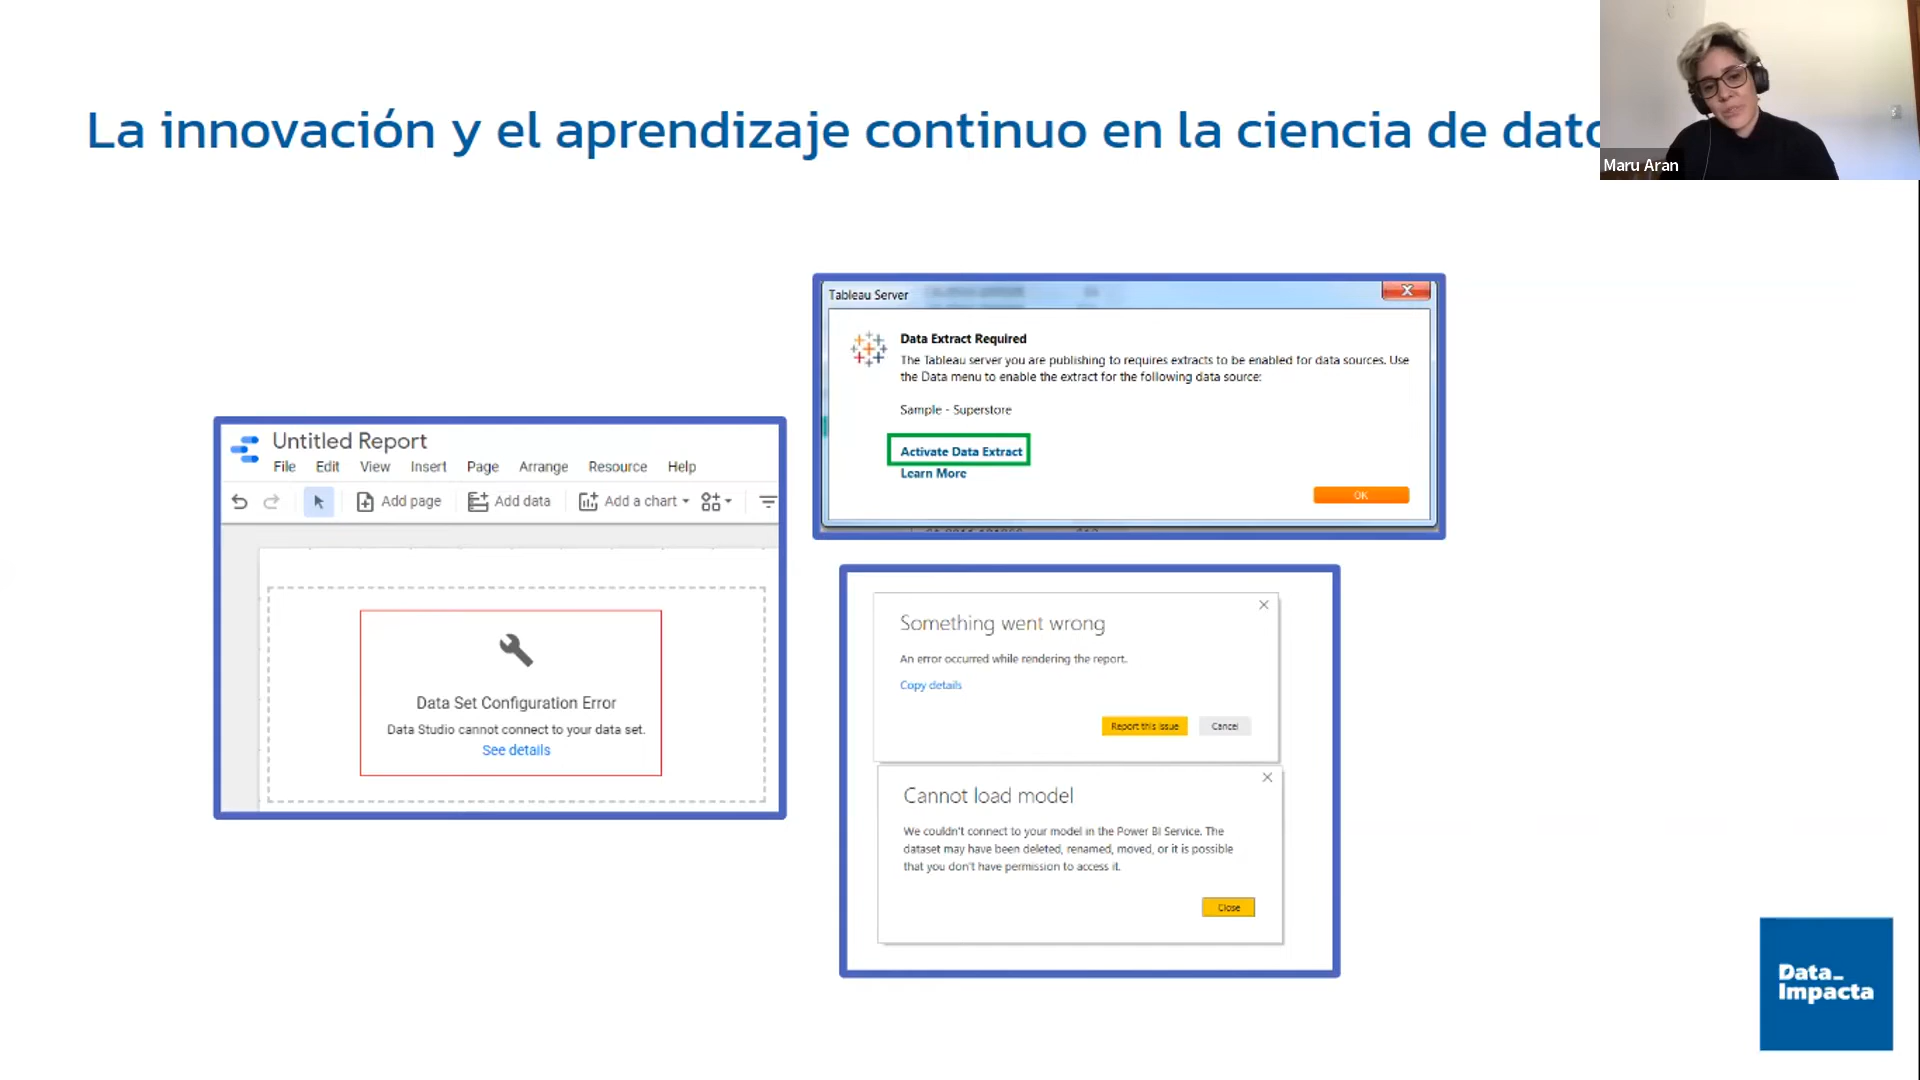 La innovación y el aprendizaje continuo en la ciencia de dato
Maru Aran
Tableau Server
Data Extract Required
The Tableau server you are publishing to requires extracts to be enabled for data sources. Use
the Data menu to enable the extract for the following data source:
Sample - Superstore
Activate Data Extract
Learn More
OK
Untitled Report
File Edit View Insert Page Arrange Resource Help
Add page Add data Add a chart
Data Set Configuration Error
Data Studio cannot connect to your data set.
See details
Something went wrong
An error occurred while rendering the report.
Copy details
Report this issue Cancel
Cannot load model
We couldn't connect to your model in the Power BI Service. The
dataset may have been deleted, renamed, moved, or it is possible
that you don't have permission to access it.
Close
Data_
Impacta